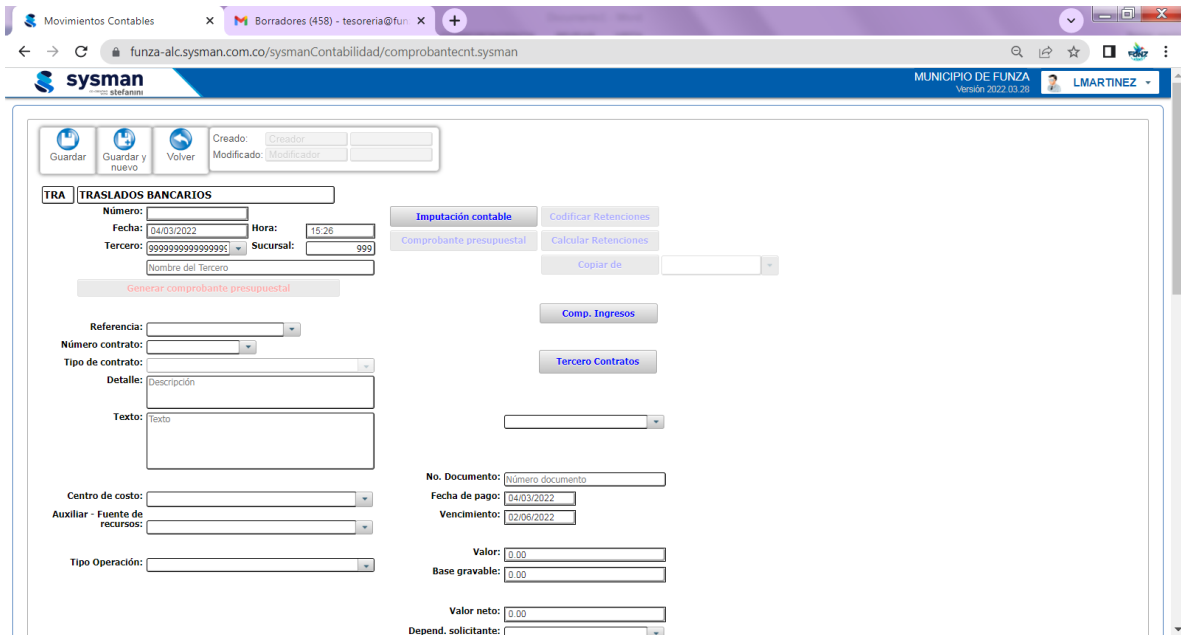 Movimientos Contables
Borradores (458) - tesoreria@fun
funza-alc.sysman.com.co/sysmanContabilidad/comprobantecnt.sysman
sysman
stefanini
MUNICIPIO DE FUNZA
Versión 2022.03.28
LMARTINEZ
Guardar
Guardar y nuevo
Volver
Creado: Creador
Modificado: Modificador
TRA TRASLADOS BANCARIOS
Número:
Fecha: 04/03/2022 Hora: 15:26
Tercero: 9999999999999999 Sucursal: 999
Nombre del Tercero
Generar comprobante presupuestal
Imputación contable Codificar Retenciones
Comprobante presupuestal Calcular Retenciones
Copiar de
Comp. Ingresos
Tercero Contratos
Referencia:
Número contrato:
Tipo de contrato:
Detalle: Descripción
Texto: Texto
Centro de costo:
Auxiliar - Fuente de
recursos:
Tipo Operación:
No. Documento: Número documento
Fecha de pago: 04/03/2022
Vencimiento: 02/06/2022
Valor: 0.00
Base gravable: 0.00
Valor neto: 0.00
Depend. solicitante: